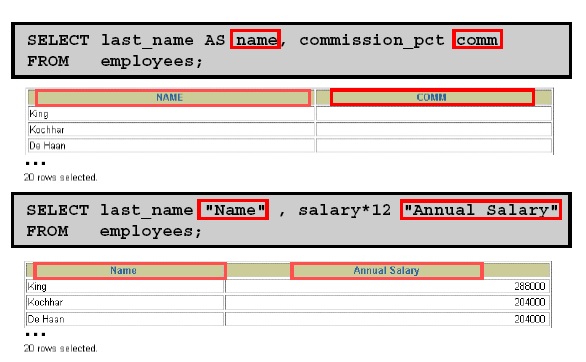 SELECT last_name AS name, commission_pct comm
FROM employees;
NAME COMM
King
Kochhar
De Haan
...
20 rows selected.
SELECT last_name "Name" , salary*12 "Annual Salary"
FROM employees;
Name Annual Salary
King 288000
Kochhar 204000
De Haan 204000
...
20 rows selected.